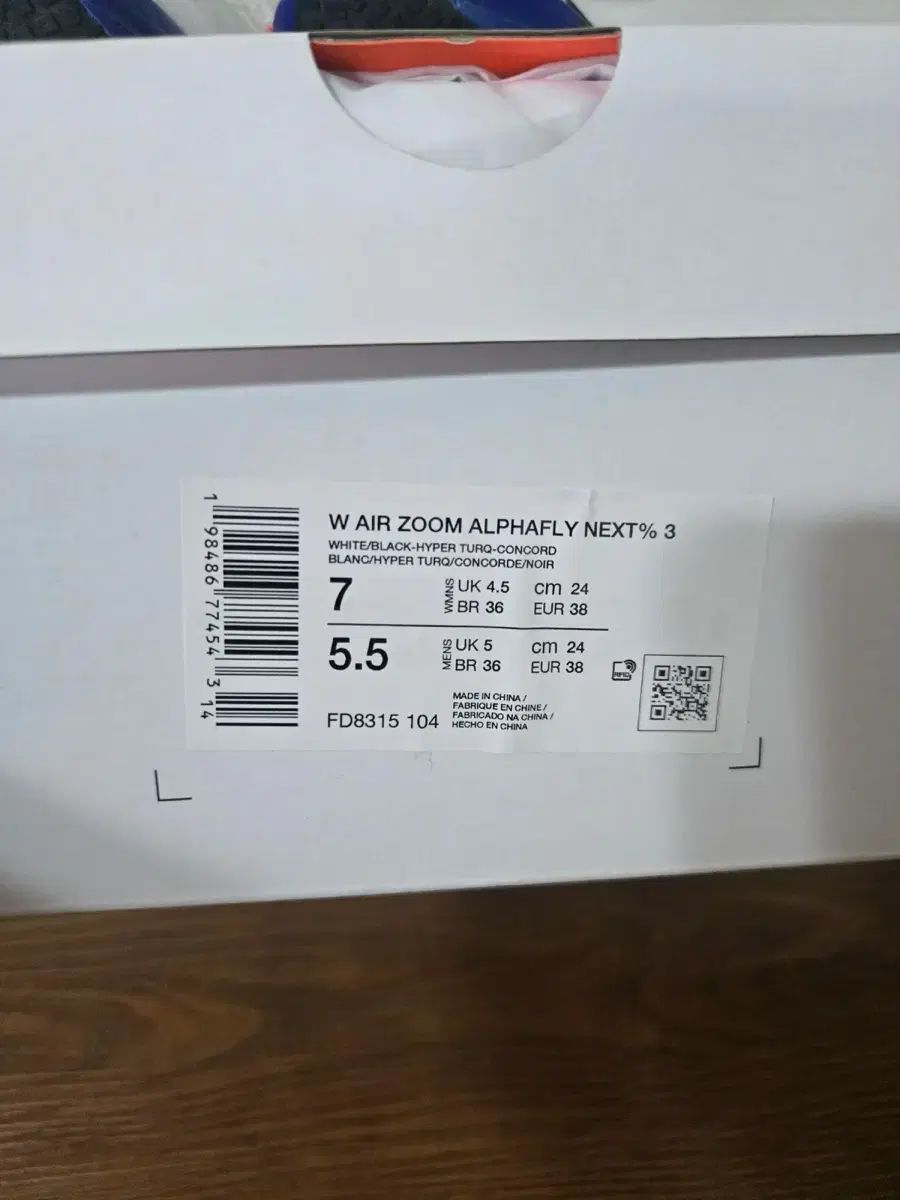 W AIR ZOOM ALPHAFLY NEXT% 3
WHITE/BLACK-HYPER TURQ-CONCORD
BLANC/HYPER TURQ/CONCORDE/NOIR
7 WMNS UK 4.5 cm 24
BR 36 EUR 38
5.5 MENS UK 5 cm 24
BR 36 EUR 38
RFID
FD8315 104
MADE IN CHINA /
FABRIQUE EN CHINE /
FABRICADO NA CHINA /
HECHO EN CHINA
1 98486 77454 3 14